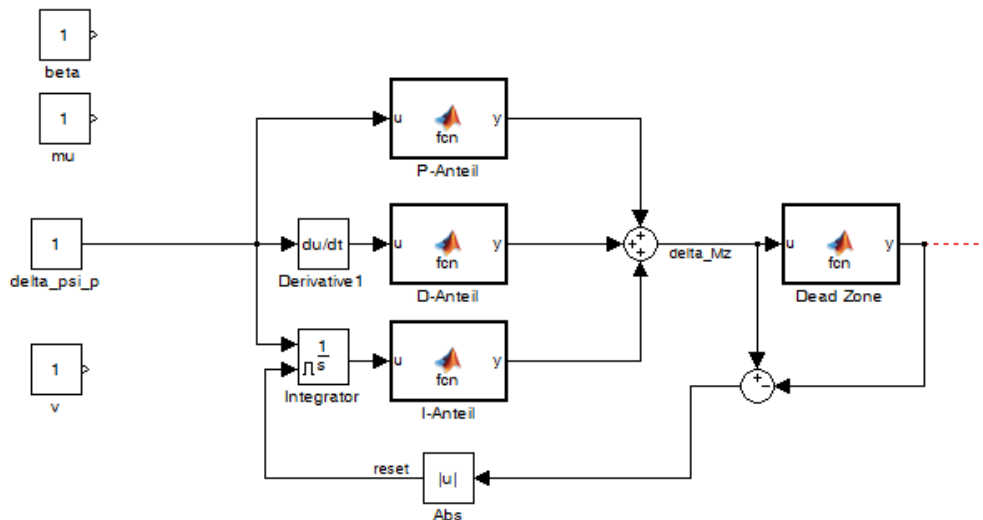 1
beta
1
mu
u
y
fcn
P-Anteil
1
delta_psi_p
du/dt
Derivative1
u
y
fcn
D-Anteil
+
+
+
delta_Mz
u
y
fcn
Dead Zone
1
v
1
s
Integrator
u
y
fcn
I-Anteil
+
−
reset
|u|
Abs